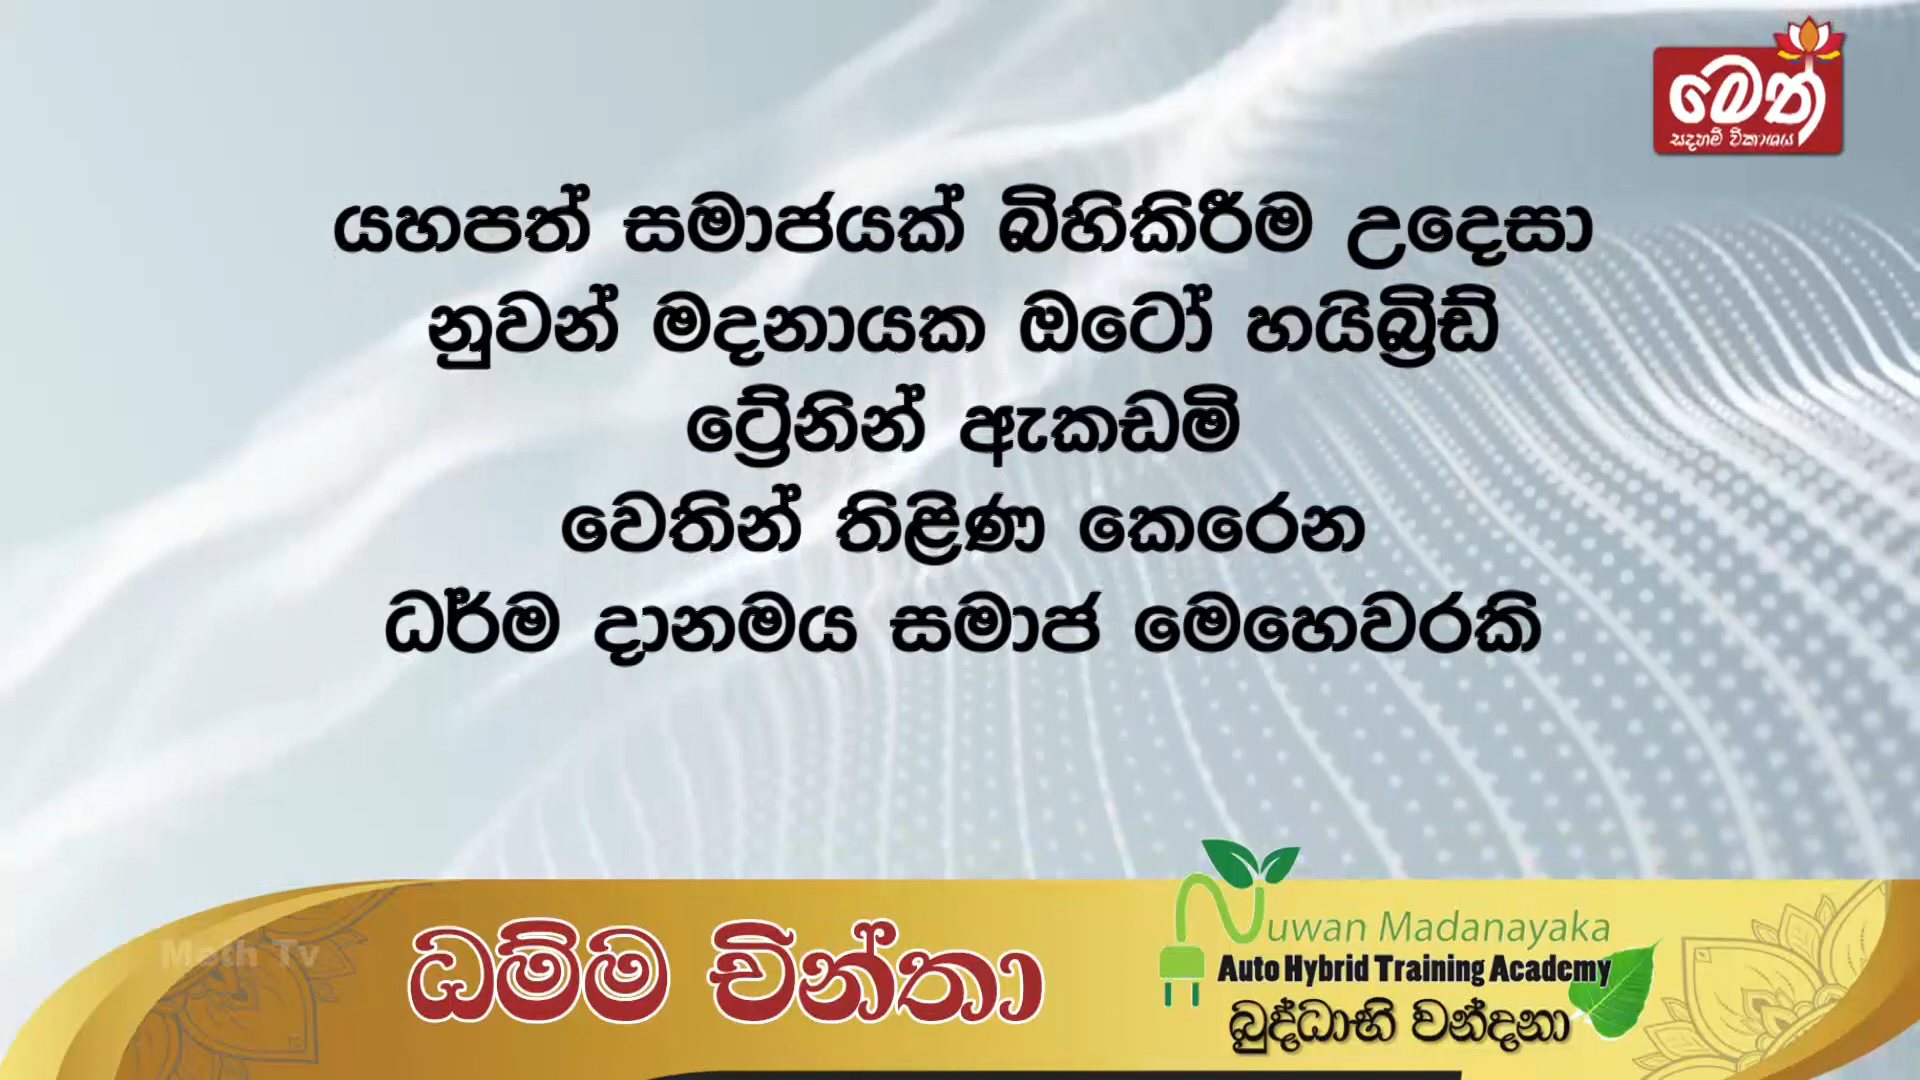 මෙත්
සදහම් විකාශය
යහපත් සමාජයක් බිහිකිරීම උදෙසා
නුවන් මදනායක ඔටෝ හයිබ්‍රිඩ්
ට්‍රේනින් ඇකඩමි
වෙතින් තිළිණ කෙරෙන
ධර්ම දානමය සමාජ මෙහෙවරකි
Meth Tv
ධම්ම චින්තා
Nuwan Madanayaka
Auto Hybrid Training Academy
බුද්ධාභි වන්දනා